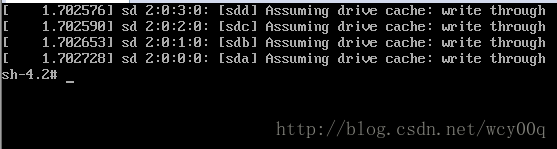 [    1.702576] sd 2:0:3:0: [sdd] Assuming drive cache: write through
[    1.702590] sd 2:0:2:0: [sdc] Assuming drive cache: write through
[    1.702653] sd 2:0:1:0: [sdb] Assuming drive cache: write through
[    1.702728] sd 2:0:0:0: [sda] Assuming drive cache: write through
sh-4.2# _
http://blog.csdn.net/wcy00q